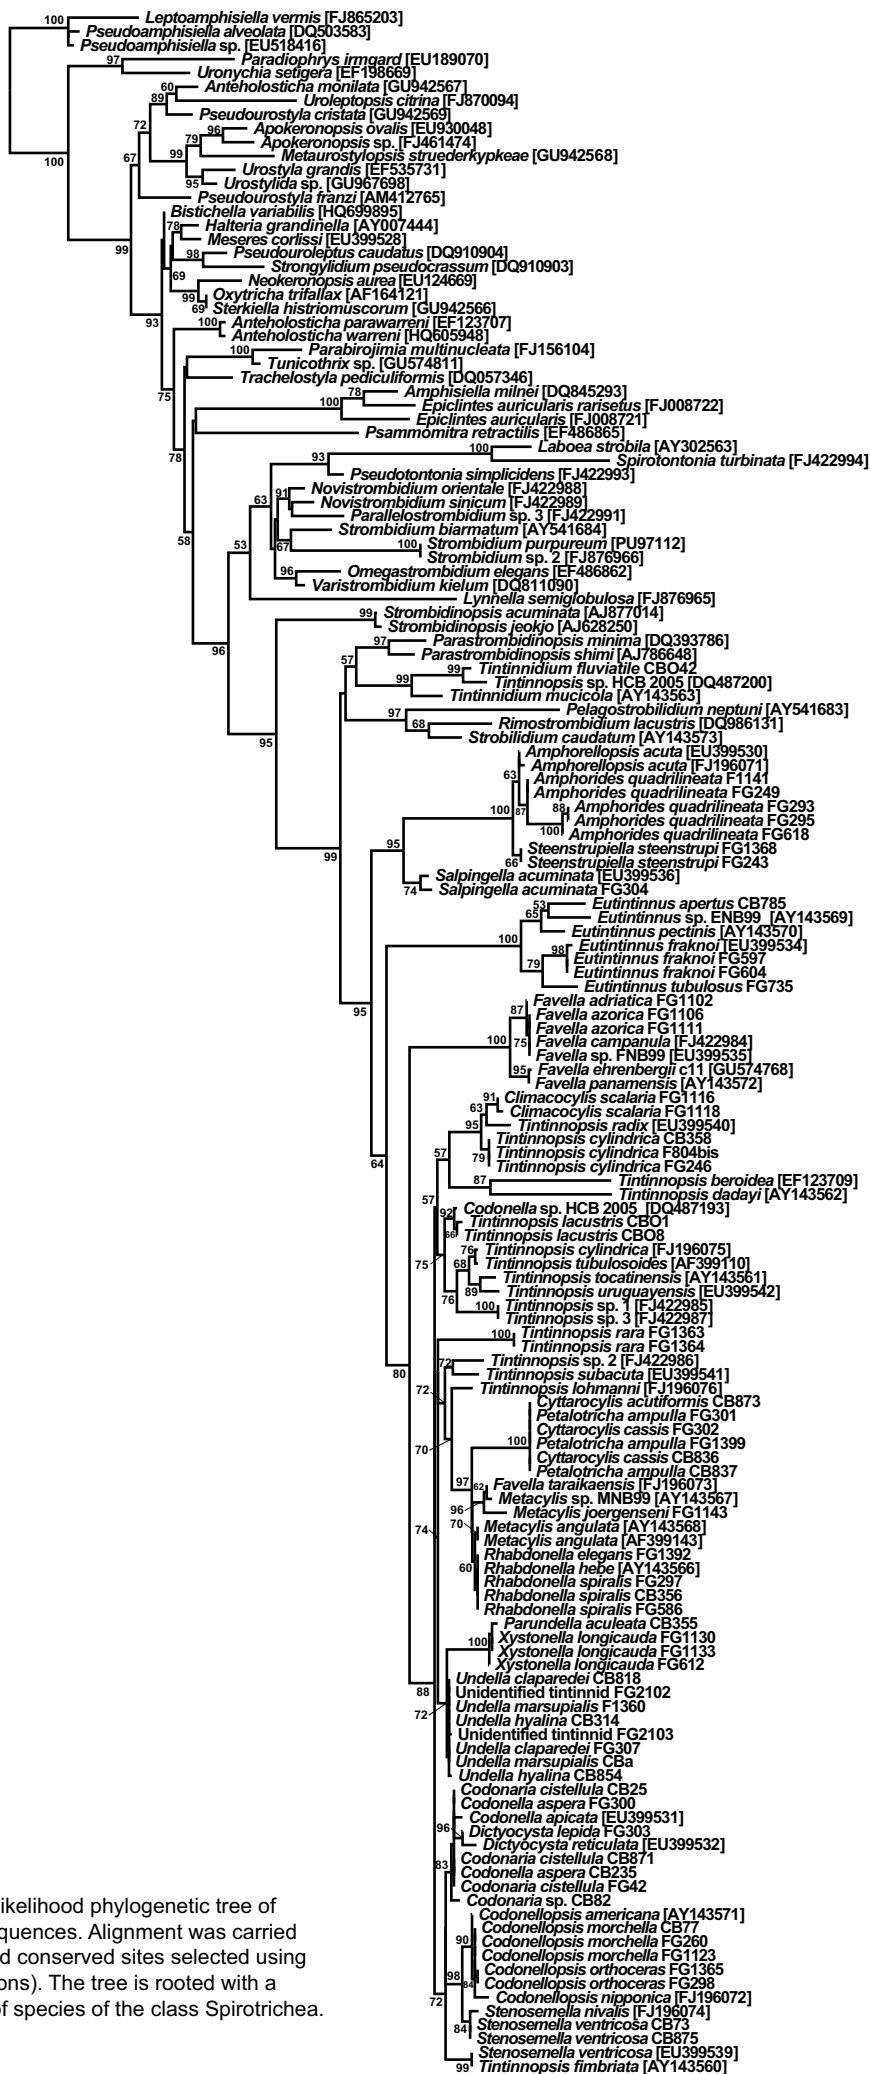 Leptoamphisiella vermis [FJ865203]
100
Pseudoamphisiella alveolata [DQ503583]
Pseudoamphisiella sp. [EU518416]
97
Paradiophrys irmgard [EU189070]
Uronychia setigera [EF198669]
60
Anteholosticha monilata [GU942567]
89
Uroleptopsis citrina [FJ870094]
Pseudourostyla cristata [GU942569]
72
96
Apokeronopsis ovalis [EU930048]
79
Apokeronopsis sp. [FJ461474]
100
67
99
Metaurostylopsis struederkypkeae [GU942568]
Urostyla grandis [EF535731]
95
Urostylida sp. [GU967698]
Pseudourostyla franzi [AM412765]
Bistichella variabilis [HQ699895]
78
Halteria grandinella [AY007444]
99
Meseres corlissi [EU399528]
98
Pseudouroleptus caudatus [DQ910904]
Strongylidium pseudocrassum [DQ910903]
69
Neokeronopsis aurea [EU124669]
99
Oxytricha trifallax [AF164121]
69
Sterkiella histriomuscorum [GU942566]
93
100
Anteholosticha parawarreni [EF123707]
Anteholosticha warreni [HQ605948]
100
Parabirojimia multinucleata [FJ156104]
Tunicothrix sp. [GU574811]
Trachelostyla pediculiformis [DQ057346]
75
78
Amphisiella milnei [DQ845293]
100
Epiclintes auricularis rarisetus [FJ008722]
Epiclintes auricularis [FJ008721]
Psammomitra retractilis [EF486865]
78
100
Laboea strobila [AY302563]
93
Spirotontonia turbinata [FJ422994]
Pseudotontonia simplicidens [FJ422993]
91
Novistrombidium orientale [FJ422988]
63
Novistrombidium sinicum [FJ422989]
Parallelostrombidium sp. 3 [FJ422991]
Strombidium biarmatum [AY541684]
58
53
67
100
Strombidium purpureum [PU97112]
Strombidium sp. 2 [FJ876966]
96
Omegastrombidium elegans [EF486862]
Varistrombidium kielum [DQ811090]
Lynnella semiglobulosa [FJ876965]
99
Strombidinopsis acuminata [AJ877014]
Strombidinopsis jeokjo [AJ628250]
96
97
Parastrombidinopsis minima [DQ393786]
Parastrombidinopsis shimi [AJ786648]
57
99
Tintinnidium fluviatile CBO42
99
Tintinnopsis sp. HCB 2005 [DQ487200]
Tintinnidium mucicola [AY143563]
97
Pelagostrobilidium neptuni [AY541683]
68
Rimostrombidium lacustris [DQ986131]
95
Strobilidium caudatum [AY143573]
Amphorellopsis acuta [EU399530]
Amphorellopsis acuta [FJ196071]
63
Amphorides quadrilineata F1141
Amphorides quadrilineata FG249
88
Amphorides quadrilineata FG293
100
87
Amphorides quadrilineata FG295
100
Amphorides quadrilineata FG618
95
Steenstrupiella steenstrupi FG1368
99
66
Steenstrupiella steenstrupi FG243
Salpingella acuminata [EU399536]
74
Salpingella acuminata FG304
53
Eutintinnus apertus CB785
65
Eutintinnus sp. ENB99 [AY143569]
Eutintinnus pectinis [AY143570]
100
98
Eutintinnus fraknoi [EU399534]
Eutintinnus fraknoi FG597
79
Eutintinnus fraknoi FG604
Eutintinnus tubulosus FG735
95
Favella adriatica FG1102
87
Favella azorica FG1106
Favella azorica FG1111
100
75
Favella campanula [FJ422984]
Favella sp. FNB99 [EU399535]
95
Favella ehrenbergii c11 [GU574768]
Favella panamensis [AY143572]
91
Climacocylis scalaria FG1116
63
Climacocylis scalaria FG1118
95
Tintinnopsis radix [EU399540]
Tintinnopsis cylindrica CB358
64
57
79
Tintinnopsis cylindrica F804bis
Tintinnopsis cylindrica FG246
87
Tintinnopsis beroidea [EF123709]
Tintinnopsis dadayi [AY143562]
57
92
Codonella sp. HCB 2005 [DQ487193]
Tintinnopsis lacustris CBO1
66
Tintinnopsis lacustris CBO8
76
Tintinnopsis cylindrica [FJ196075]
75
68
Tintinnopsis tubulosoides [AF399110]
Tintinnopsis tocatinensis [AY143561]
89
Tintinnopsis uruguayensis [EU399542]
76
100
Tintinnopsis sp. 1 [FJ422985]
Tintinnopsis sp. 3 [FJ422987]
100
Tintinnopsis rara FG1363
Tintinnopsis rara FG1364
72
Tintinnopsis sp. 2 [FJ422986]
80
Tintinnopsis subacuta [EU399541]
72
Tintinnopsis lohmanni [FJ196076]
Cyttarocylis acutiformis CB873
Petalotricha ampulla FG301
Cyttarocylis cassis FG302
70
100
Petalotricha ampulla FG1399
Cyttarocylis cassis CB836
Petalotricha ampulla CB837
97
62
Favella taraikaensis [FJ196073]
Metacylis sp. MNB99 [AY143567]
96
Metacylis joergenseni FG1143
74
70
Metacylis angulata [AY143568]
Metacylis angulata [AF399143]
Rhabdonella elegans FG1392
60
Rhabdonella hebe [AY143566]
Rhabdonella spiralis FG297
Rhabdonella spiralis CB356
Rhabdonella spiralis FG586
Parundella aculeata CB355
100
Xystonella longicauda FG1130
Xystonella longicauda FG1133
Xystonella longicauda FG612
Undella claparedei CB818
88
Unidentified tintinnid FG2102
Undella marsupialis F1360
72
Undella hyalina CB314
Unidentified tintinnid FG2103
Undella claparedei FG307
Undella marsupialis CBa
Undella hyalina CB854
Codonaria cistellula CB25
Codonella aspera FG300
Codonella apicata [EU399531]
96
Dictyocysta lepida FG303
Dictyocysta reticulata [EU399532]
83
Codonaria cistellula CB871
Codonella aspera CB235
Codonaria cistellula FG42
Codonaria sp. CB82
Codonellopsis americana [AY143571]
Codonellopsis morchella CB77
90
Codonellopsis morchella FG260
Codonellopsis morchella FG1123
Codonellopsis orthoceras FG1365
98
84
Codonellopsis orthoceras FG298
72
Codonellopsis nipponica [FJ196072]
Stenosemella nivalis [FJ196074]
84
Stenosemella ventricosa CB73
Stenosemella ventricosa CB875
Stenosemella ventricosa [EU399539]
99
Tintinnopsis fimbriata [AY143560]
ikelihood phylogenetic tree of
quences. Alignment was carried
d conserved sites selected using
ons). The tree is rooted with a
of species of the class Spirotrichea.